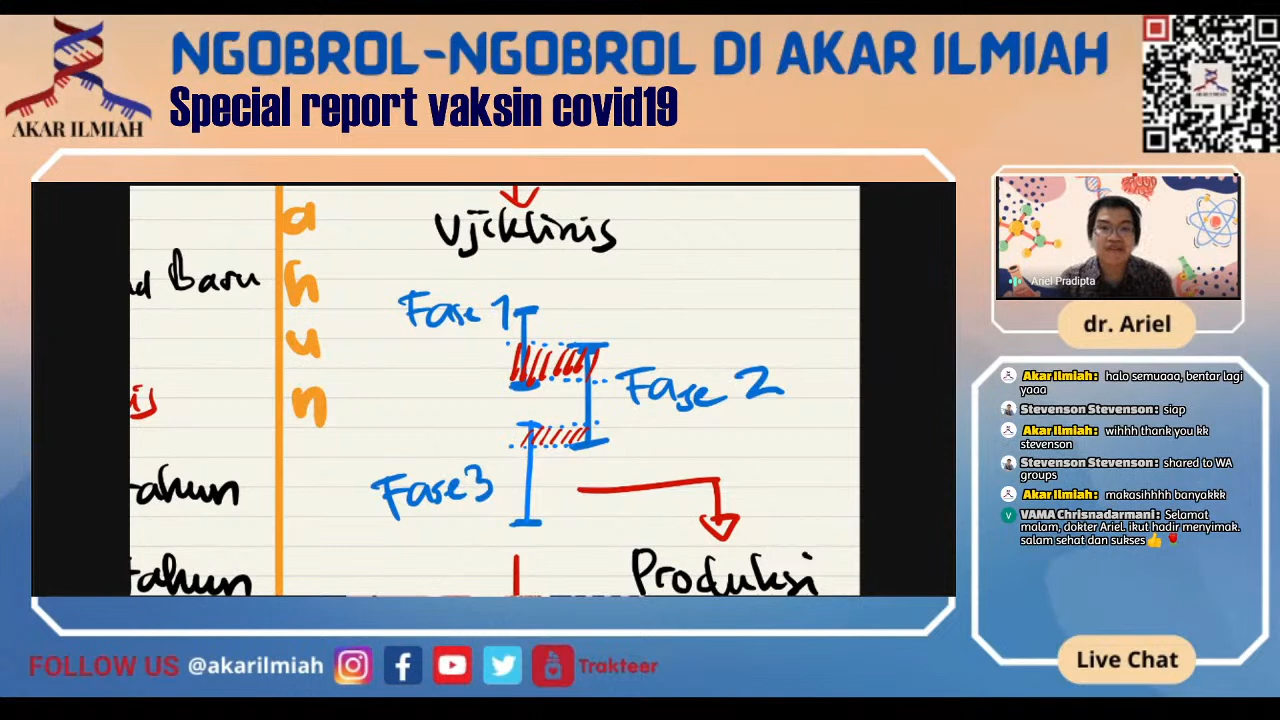 NGOBROL-NGOBROL DI AKAR ILMIAH
Special report vaksin covid19
AKAR ILMIAH
a
h
u
n
Baru
tahun
tahun
Uji klinis
Fase 1
Fase 2
Fase 3
Produksi
Ariel Pradipta
dr. Ariel
Akar Ilmiah : halo semuaaa, bentar lagi
yaaa
Stevenson Stevenson : siap
Akar Ilmiah : wihhh thank you kk
stevenson
Stevenson Stevenson : shared to WA
groups
Akar Ilmiah : makasihhhh banyakkk
V
VAMA Chrisnadarmani : Selamat
malam, dokter Ariel. ikut hadir menyimak.
salam sehat dan sukses👍🌹
Live Chat
FOLLOW US @akarilmiah
Trakteer